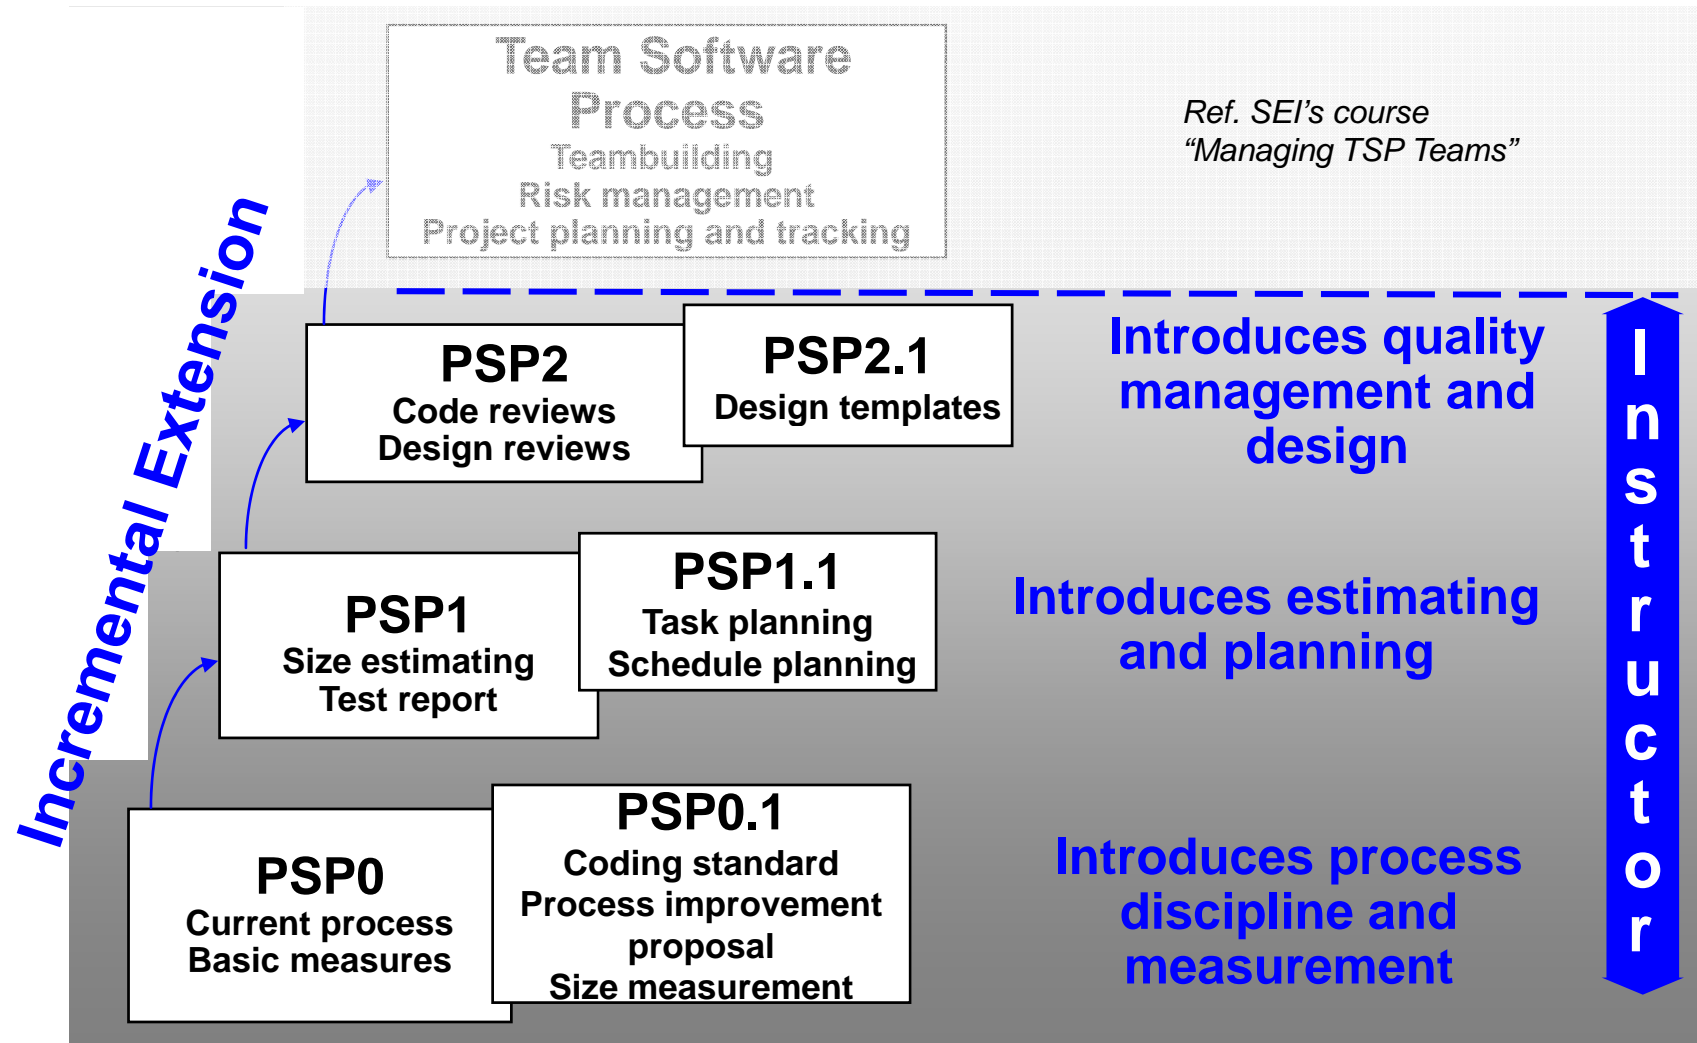 Team Software
Process
Teambuilding
Risk management
Project planning and tracking
Ref. SEI's course
“Managing TSP Teams”
Incremental Extension
PSP2
Code reviews
Design reviews
PSP2.1
Design templates
Introduces quality
management and
design
PSP1
Size estimating
Test report
PSP1.1
Task planning
Schedule planning
Introduces estimating
and planning
PSP0
Current process
Basic measures
PSP0.1
Coding standard
Process improvement
proposal
Size measurement
Introduces process
discipline and
measurement
Instructor